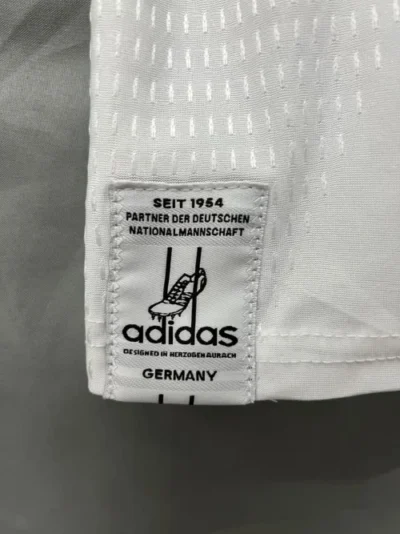 SEIT 1954
PARTNER DER DEUTSCHEN
NATIONALMANNSCHAFT
adidas
DESIGNED IN HERZOGENAURACH
GERMANY